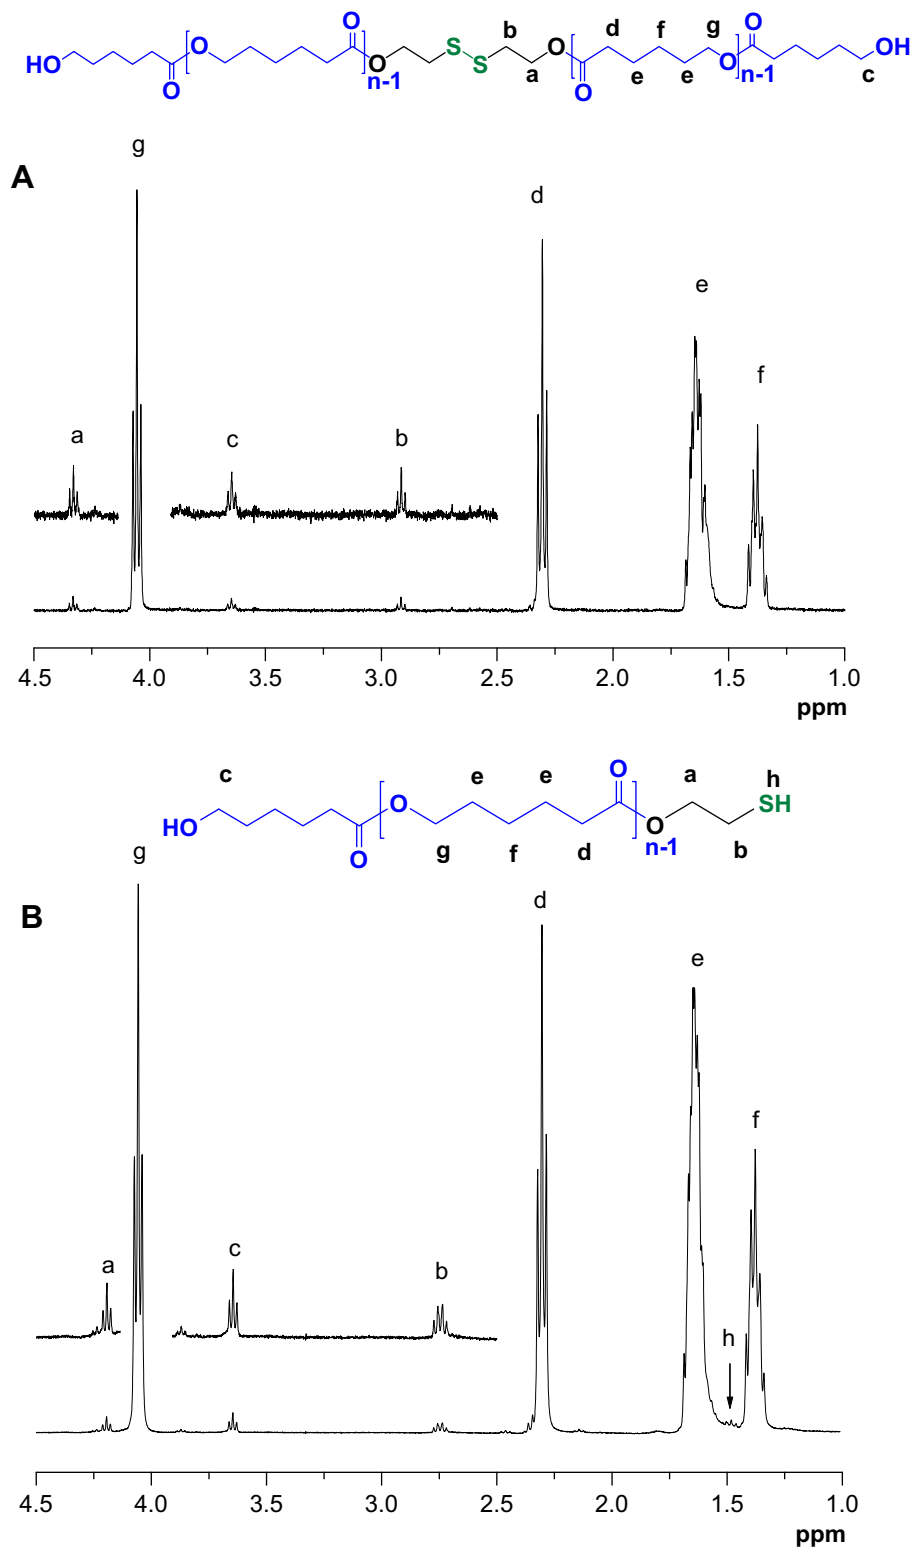 O O b d f g O
HO O S O O OH
O n-1 O S a O e e O n-1 c
g
A
d
e
f
a c b
4.5 4.0 3.5 3.0 2.5 2.0 1.5 1.0
ppm
c e e O a h
O SH
HO O O b
g f d n-1
g
B
d
e
f
a c b
h
4.5 4.0 3.5 3.0 2.5 2.0 1.5 1.0
ppm